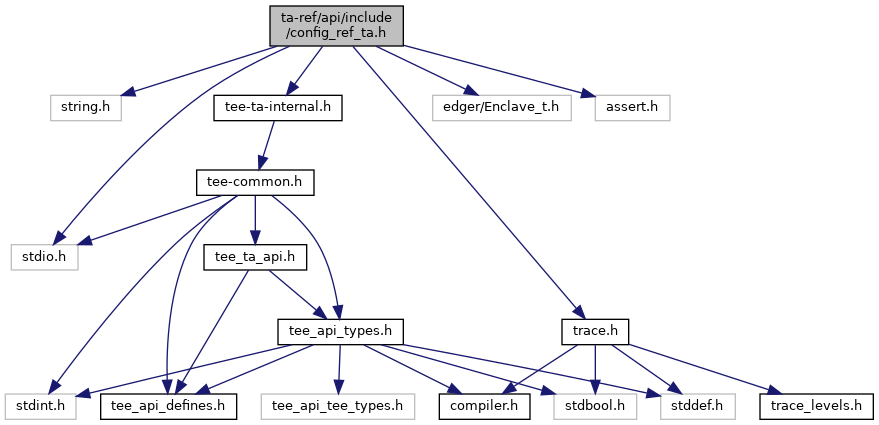 ta-ref/api/include
/config_ref_ta.h
string.h
tee-ta-internal.h
edger/Enclave_t.h
assert.h
tee-common.h
stdio.h
tee_ta_api.h
tee_api_types.h
trace.h
stdint.h
tee_api_defines.h
tee_api_tee_types.h
compiler.h
stdbool.h
stddef.h
trace_levels.h